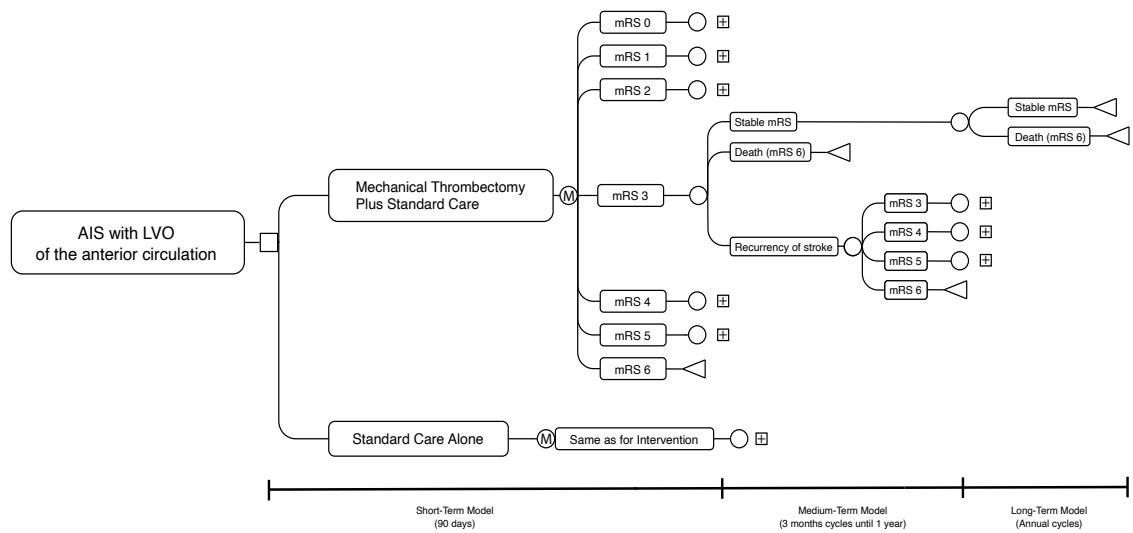 mRS 0
mRS 1
mRS 2
Stable mRS
Stable mRS
Death (mRS 6)
Death (mRS 6)
Mechanical Thrombectomy
Plus Standard Care
M
mRS 3
mRS 3
AIS with LVO
of the anterior circulation
mRS 4
Recurrency of stroke
mRS 5
mRS 6
mRS 4
mRS 5
mRS 6
Standard Care Alone
M
Same as for Intervention
Short-Term Model
(90 days)
Medium-Term Model
(3 months cycles until 1 year)
Long-Term Model
(Annual cycles)